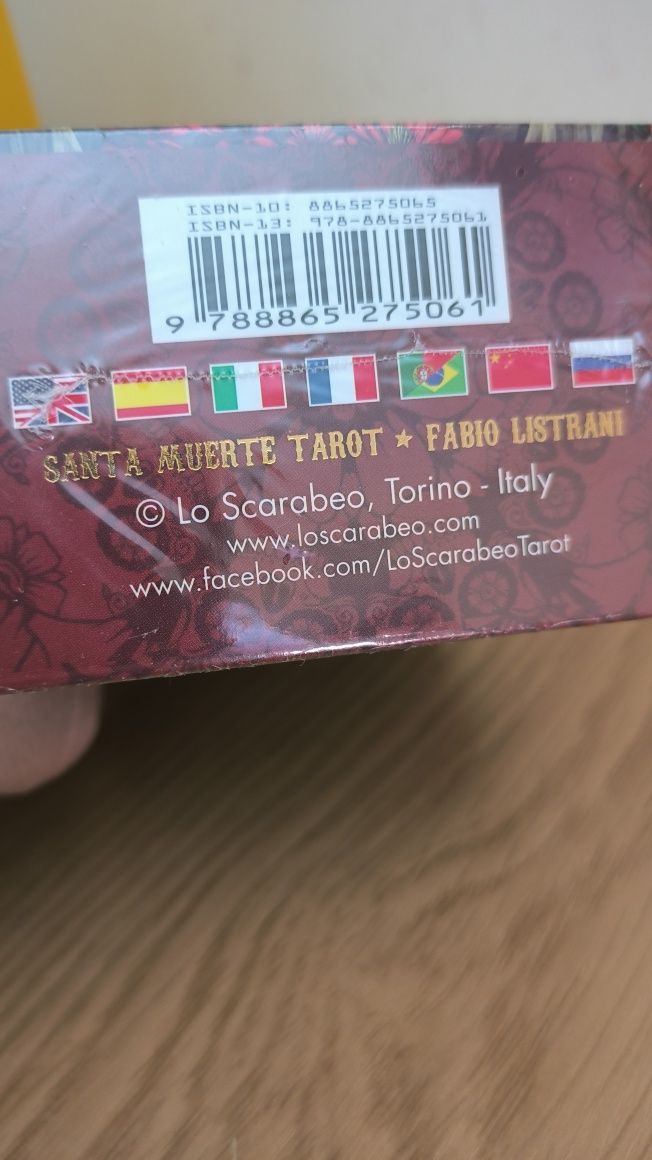 ISBN-10: 8865275065
ISBN-13: 978-8865275061
9 788865 275061
SANTA MUERTE TAROT ★ FABIO LISTRANI
© Lo Scarabeo, Torino - Italy
www.loscarabeo.com
www.facebook.com/LoScarabeoTarot